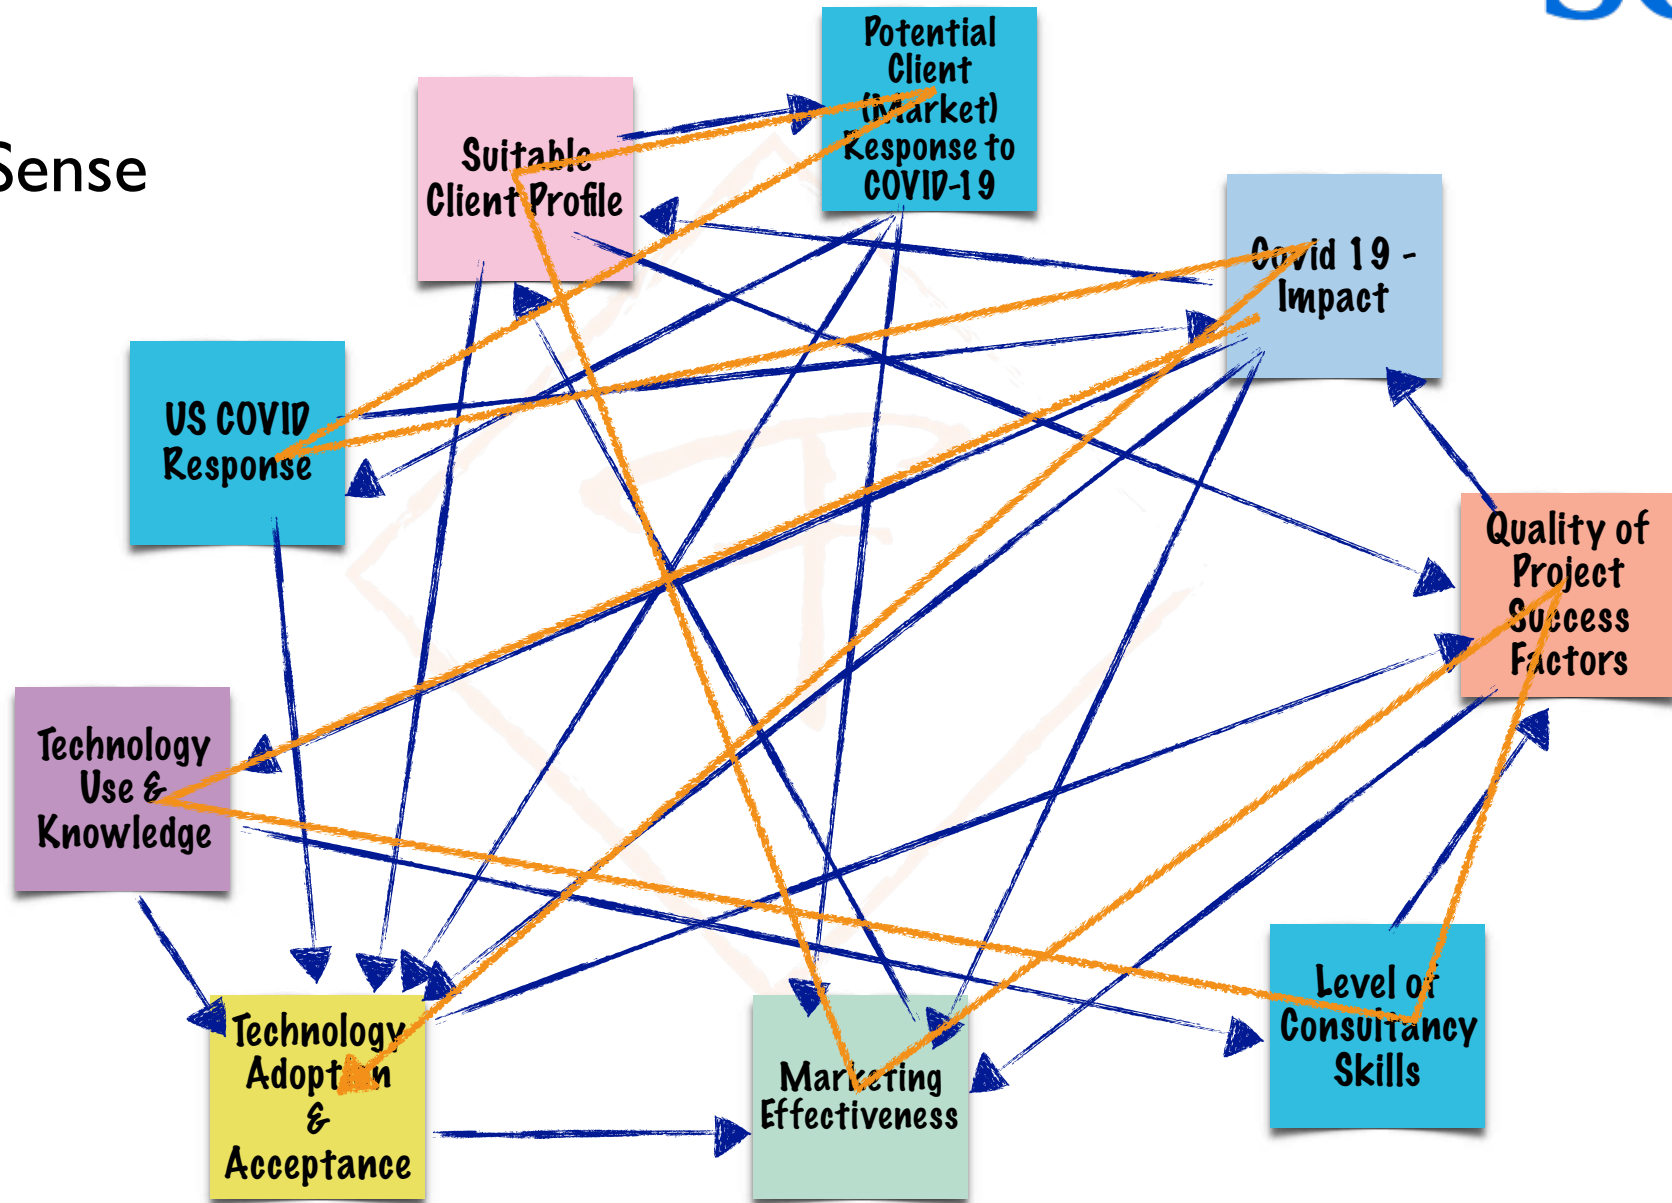 Sense
Potential
Client
(Market)
Response to
COVID-19
Suitable
Client Profile
Covid 19 -
Impact
US COVID
Response
Quality of
Project
Success
Factors
Technology
Use &
Knowledge
Level of
Consultancy
Skills
Technology
Adoption
&
Acceptance
Marketing
Effectiveness